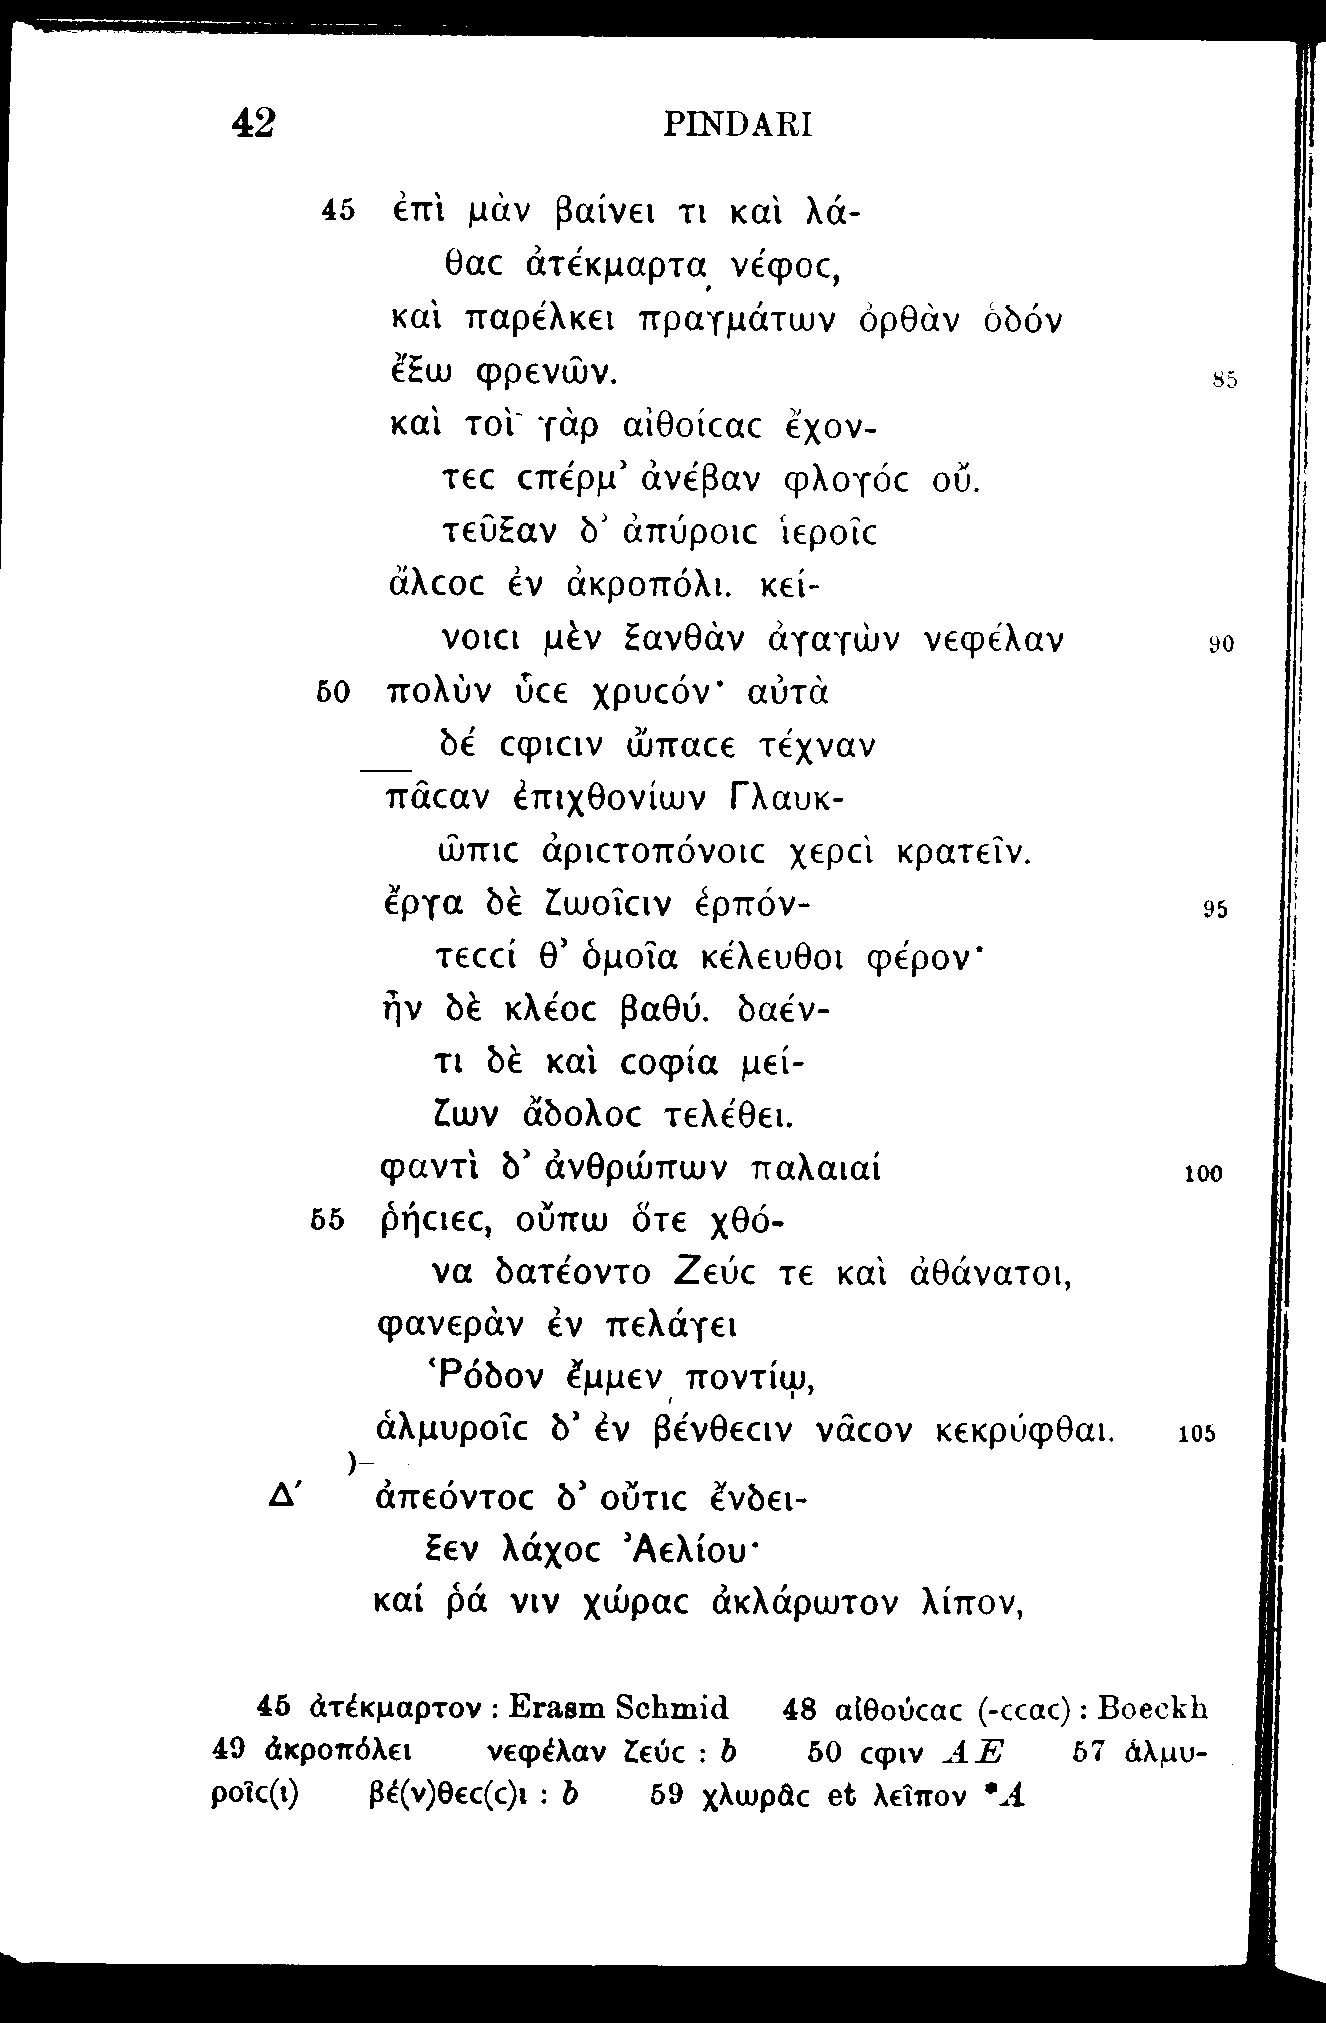 42 PINDARI
45 ἐπὶ μὰν βαίνει τι καὶ λά-
θαϲ ἀτέκμαρτα νέφοϲ,
καὶ παρέλκει πραγμάτων ὀρθὰν ὁδόν
ἔξω φρενῶν. 85
καὶ τοὶ γὰρ αἰθοίϲαϲ ἔχον-
τεϲ ϲπέρμ’ ἀνέβαν φλογόϲ οὔ.
τεῦξαν δ’ ἀπύροιϲ ἱεροῖϲ
ἄλϲοϲ ἐν ἀκροπόλι. κεί-
νοιϲι μὲν ξανθὰν ἀγαγὼν νεφέλαν 90
50 πολὺν ὗϲε χρυϲόν· αὐτὰ
δέ ϲφιϲιν ὤπαϲε τέχναν
πᾶϲαν ἐπιχθονίων Γλαυκ-
ῶπιϲ ἀριϲτοπόνοιϲ χερϲὶ κρατεῖν.
ἔργα δὲ ζωοῖϲιν ἑρπόν- 95
τεϲϲί θ’ ὁμοῖα κέλευθοι φέρον·
ἦν δὲ κλέοϲ βαθύ. δαέν-
τι δὲ καὶ ϲοφία μεί-
ζων ἄδολοϲ τελέθει.
φαντὶ δ’ ἀνθρώπων παλαιαί 100
55 ῥήϲιεϲ, οὔπω ὅτε χθό-
να δατέοντο Ζεύϲ τε καὶ ἀθάνατοι,
φανερὰν ἐν πελάγει
Ῥόδον ἔμμεν ποντίῳ,
ἁλμυροῖϲ δ’ ἐν βένθεϲιν νᾶϲον κεκρύφθαι. 105
Δ′ ἀπεόντοϲ δ’ οὔτιϲ ἔνδει-
ξεν λάχοϲ Ἀελίου·
καί ῥά νιν χώραϲ ἀκλάρωτον λίπον,
45 ἀτέκμαρτον : Erasm Schmid 48 αἰθούϲαϲ (-ϲϲαϲ) : Boeckh
49 ἀκροπόλει νεφέλαν Ζεύϲ : b 50 ϲφιν AE 57 ἁλμυ-
ροῖϲ(ι) βέ(ν)θεϲ(ϲ)ι : b 59 χλωρᾶϲ et λεῖπον *A